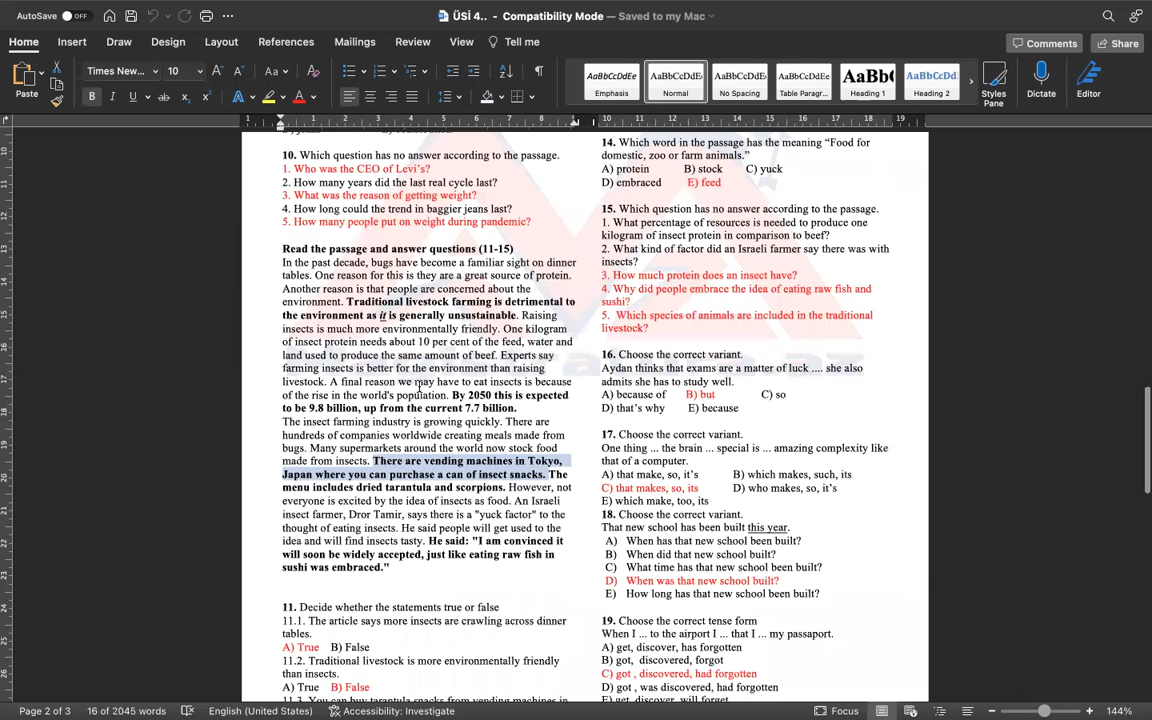 AutoSave OFF
ÜSİ 4.. - Compatibility Mode — Saved to my Mac
Home Insert Draw Design Layout References Mailings Review View Tell me
Comments Share
Paste
Times New... 10
Aa
B I U ab x₂ x²
AaBbCcDdEe AaBbCcDdEe AaBbCcDdEe AaBbCcDdEe AaBbC AaBbCcDdEe
Emphasis Normal No Spacing Table Paragr... Heading 1 Heading 2
Styles Pane Dictate Editor
10. Which question has no answer according to the passage.
1. Who was the CEO of Levi's?
2. How many years did the last real cycle last?
3. What was the reason of getting weight?
4. How long could the trend in baggier jeans last?
5. How many people put on weight during pandemic?
Read the passage and answer questions (11-15)
In the past decade, bugs have become a familiar sight on dinner
tables. One reason for this is they are a great source of protein.
Another reason is that people are concerned about the
environment. Traditional livestock farming is detrimental to
the environment as it is generally unsustainable. Raising
insects is much more environmentally friendly. One kilogram
of insect protein needs about 10 per cent of the feed, water and
land used to produce the same amount of beef. Experts say
farming insects is better for the environment than raising
livestock. A final reason we may have to eat insects is because
of the rise in the world's population. By 2050 this is expected
to be 9.8 billion, up from the current 7.7 billion.
The insect farming industry is growing quickly. There are
hundreds of companies worldwide creating meals made from
bugs. Many supermarkets around the world now stock food
made from insects. There are vending machines in Tokyo,
Japan where you can purchase a can of insect snacks. The
menu includes dried tarantula and scorpions. However, not
everyone is excited by the idea of insects as food. An Israeli
insect farmer, Dror Tamir, says there is a "yuck factor" to the
thought of eating insects. He said people will get used to the
idea and will find insects tasty. He said: "I am convinced it
will soon be widely accepted, just like eating raw fish in
sushi was embraced."
11. Decide whether the statements true or false
11.1. The article says more insects are crawling across dinner
tables.
A) True B) False
11.2. Traditional livestock is more environmentally friendly
than insects.
A) True B) False
11.3. You can buy tarantula snacks from vending machines in
14. Which word in the passage has the meaning “Food for
domestic, zoo or farm animals.”
A) protein B) stock C) yuck
D) embraced E) feed
15. Which question has no answer according to the passage.
1. What percentage of resources is needed to produce one
kilogram of insect protein in comparison to beef?
2. What kind of factor did an Israeli farmer say there was with
insects?
3. How much protein does an insect have?
4. Why did people embrace the idea of eating raw fish and
sushi?
5. Which species of animals are included in the traditional
livestock?
16. Choose the correct variant.
Aydan thinks that exams are a matter of luck .... she also
admits she has to study well.
A) because of B) but C) so
D) that's why E) because
17. Choose the correct variant.
One thing ... the brain ... special is ... amazing complexity like
that of a computer.
A) that make, so, it's B) which makes, such, its
C) that makes, so, its D) who makes, so, it's
E) which make, too, its
18. Choose the correct variant.
That new school has been built this year.
A) When has that new school been built?
B) When did that new school built?
C) What time has that new school been built?
D) When was that new school built?
E) How long has that new school been built?
19. Choose the correct tense form
When I ... to the airport I ... that I ... my passaport.
A) get, discover, has forgotten
B) got, discovered, forgot
C) got , discovered, had forgotten
D) got , was discovered, had forgotten
E) get, discover, will forget
Page 2 of 3 16 of 2045 words English (United States) Accessibility: Investigate Focus 144%